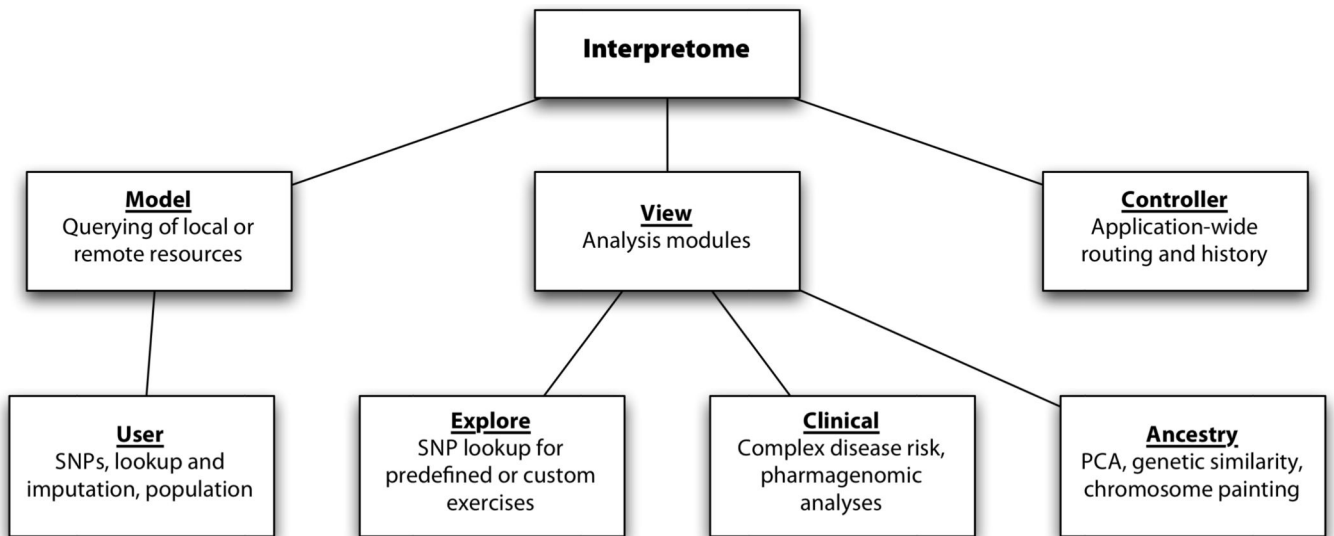 Interpretome
Model
Querying of local or
remote resources
View
Analysis modules
Controller
Application-wide
routing and history
User
SNPs, lookup and
imputation, population
Explore
SNP lookup for
predefined or custom
exercises
Clinical
Complex disease risk,
pharmagenomic
analyses
Ancestry
PCA, genetic similarity,
chromosome painting